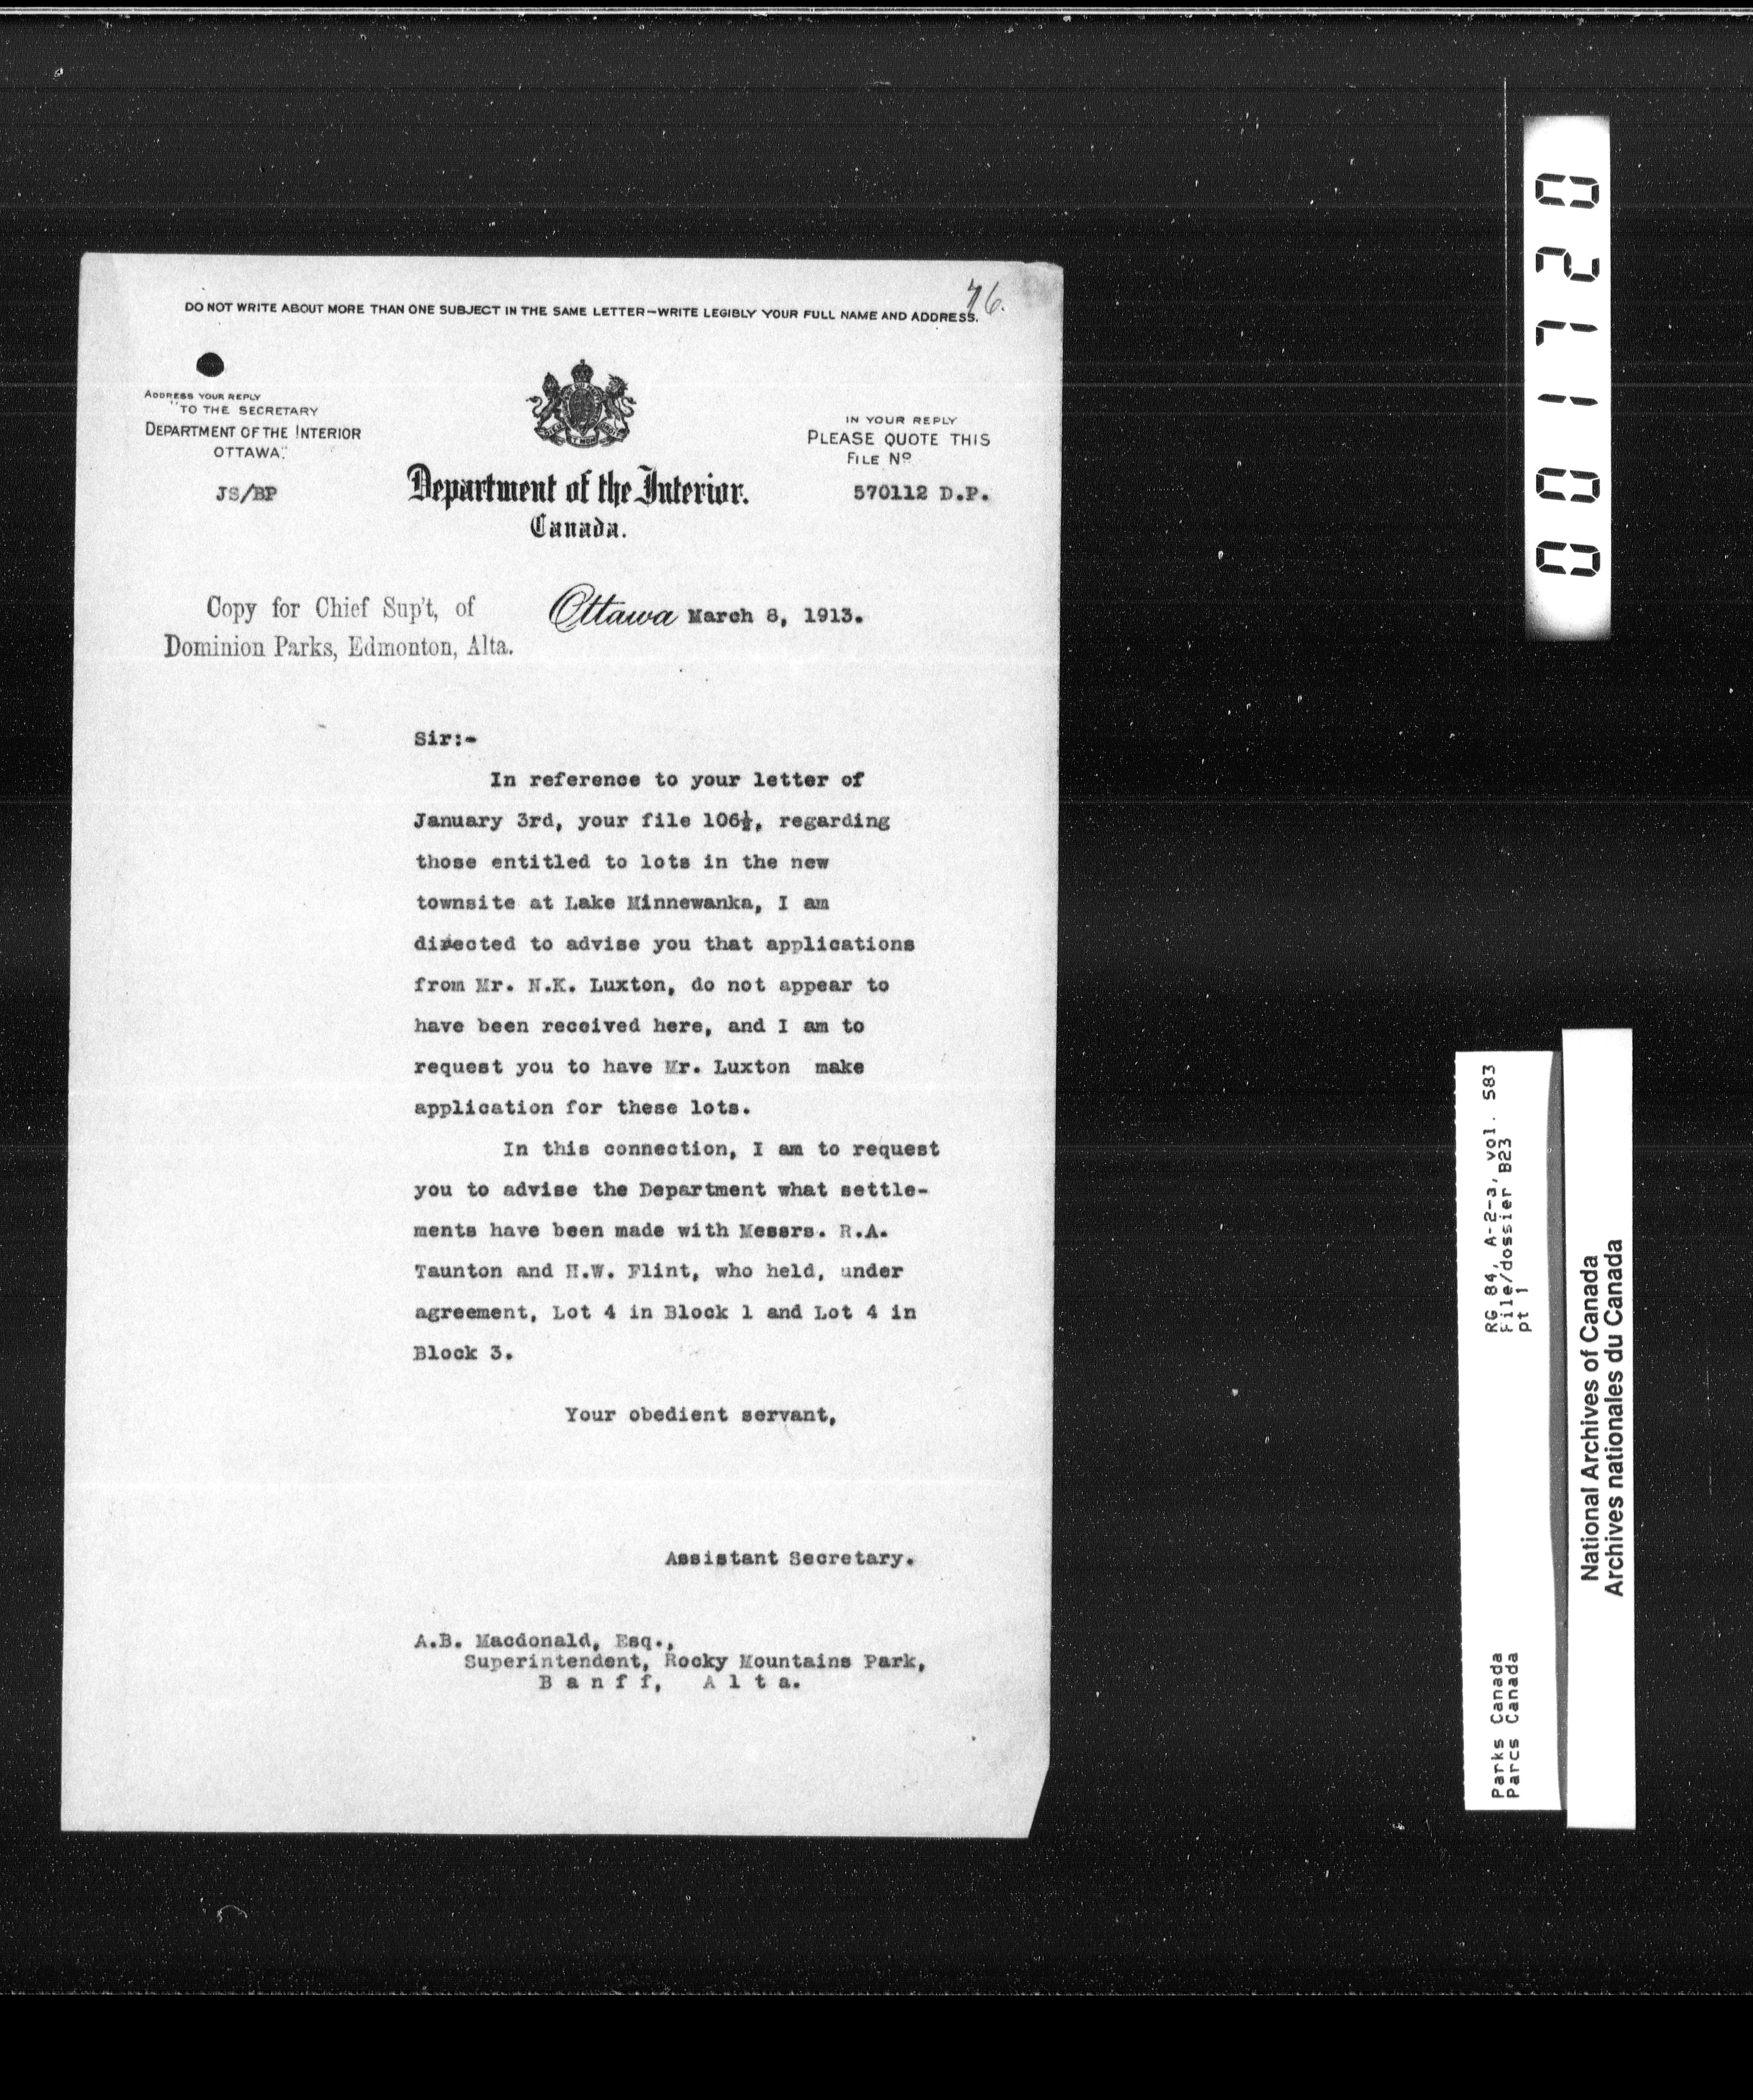 76.
DO NOT WRITE ABOUT MORE THAN ONE SUBJECT IN THE SAME LETTER—WRITE LEGIBLY YOUR FULL NAME AND ADDRESS.
ADDRESS YOUR REPLY
"TO THE SECRETARY
DEPARTMENT OF THE INTERIOR
OTTAWA."
JS/BP
DIEU ET MON DROIT
Department of the Interior.
Canada.
IN YOUR REPLY
PLEASE QUOTE THIS
FILE No
570112 D.P.
Copy for Chief Sup't, of
Dominion Parks, Edmonton, Alta.
Ottawa March 8, 1913.
Sir:-
In reference to your letter of
January 3rd, your file 106½, regarding
those entitled to lots in the new
townsite at Lake Minnewanka, I am
directed to advise you that applications
from Mr. N.K. Luxton, do not appear to
have been received here, and I am to
request you to have Mr. Luxton make
application for these lots.
In this connection, I am to request
you to advise the Department what settle-
ments have been made with Messrs. R.A.
Taunton and H.W. Flint, who held, under
agreement, Lot 4 in Block 1 and Lot 4 in
Block 3.
Your obedient servant,
Assistant Secretary.
A.B. Macdonald, Esq.,
Superintendent, Rocky Mountains Park,
B a n f f, A l t a.
001720
RG 84, A-2-a, vol. 583
File/dossier B23
pt 1
Parks Canada
Parcs Canada
National Archives of Canada
Archives nationales du Canada